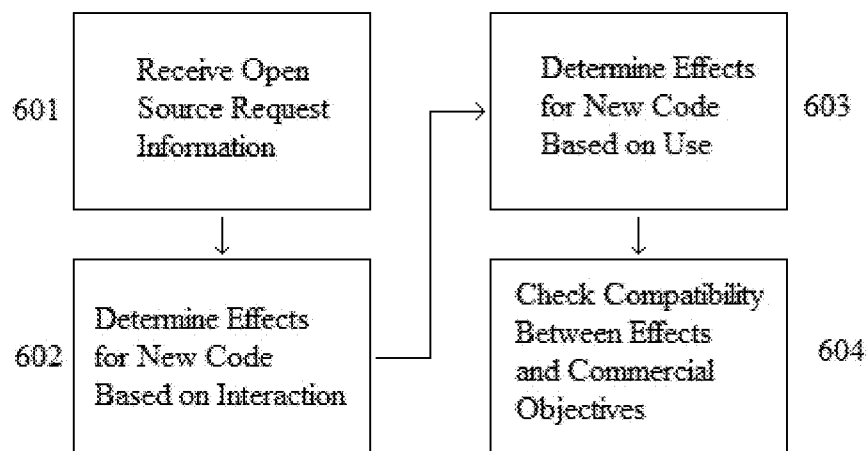 601
Receive Open
Source Request
Information
602
Determine Effects
for New Code
Based on Interaction
603
Determine Effects
for New Code
Based on Use
604
Check Compatibility
Between Effects
and Commercial
Objectives